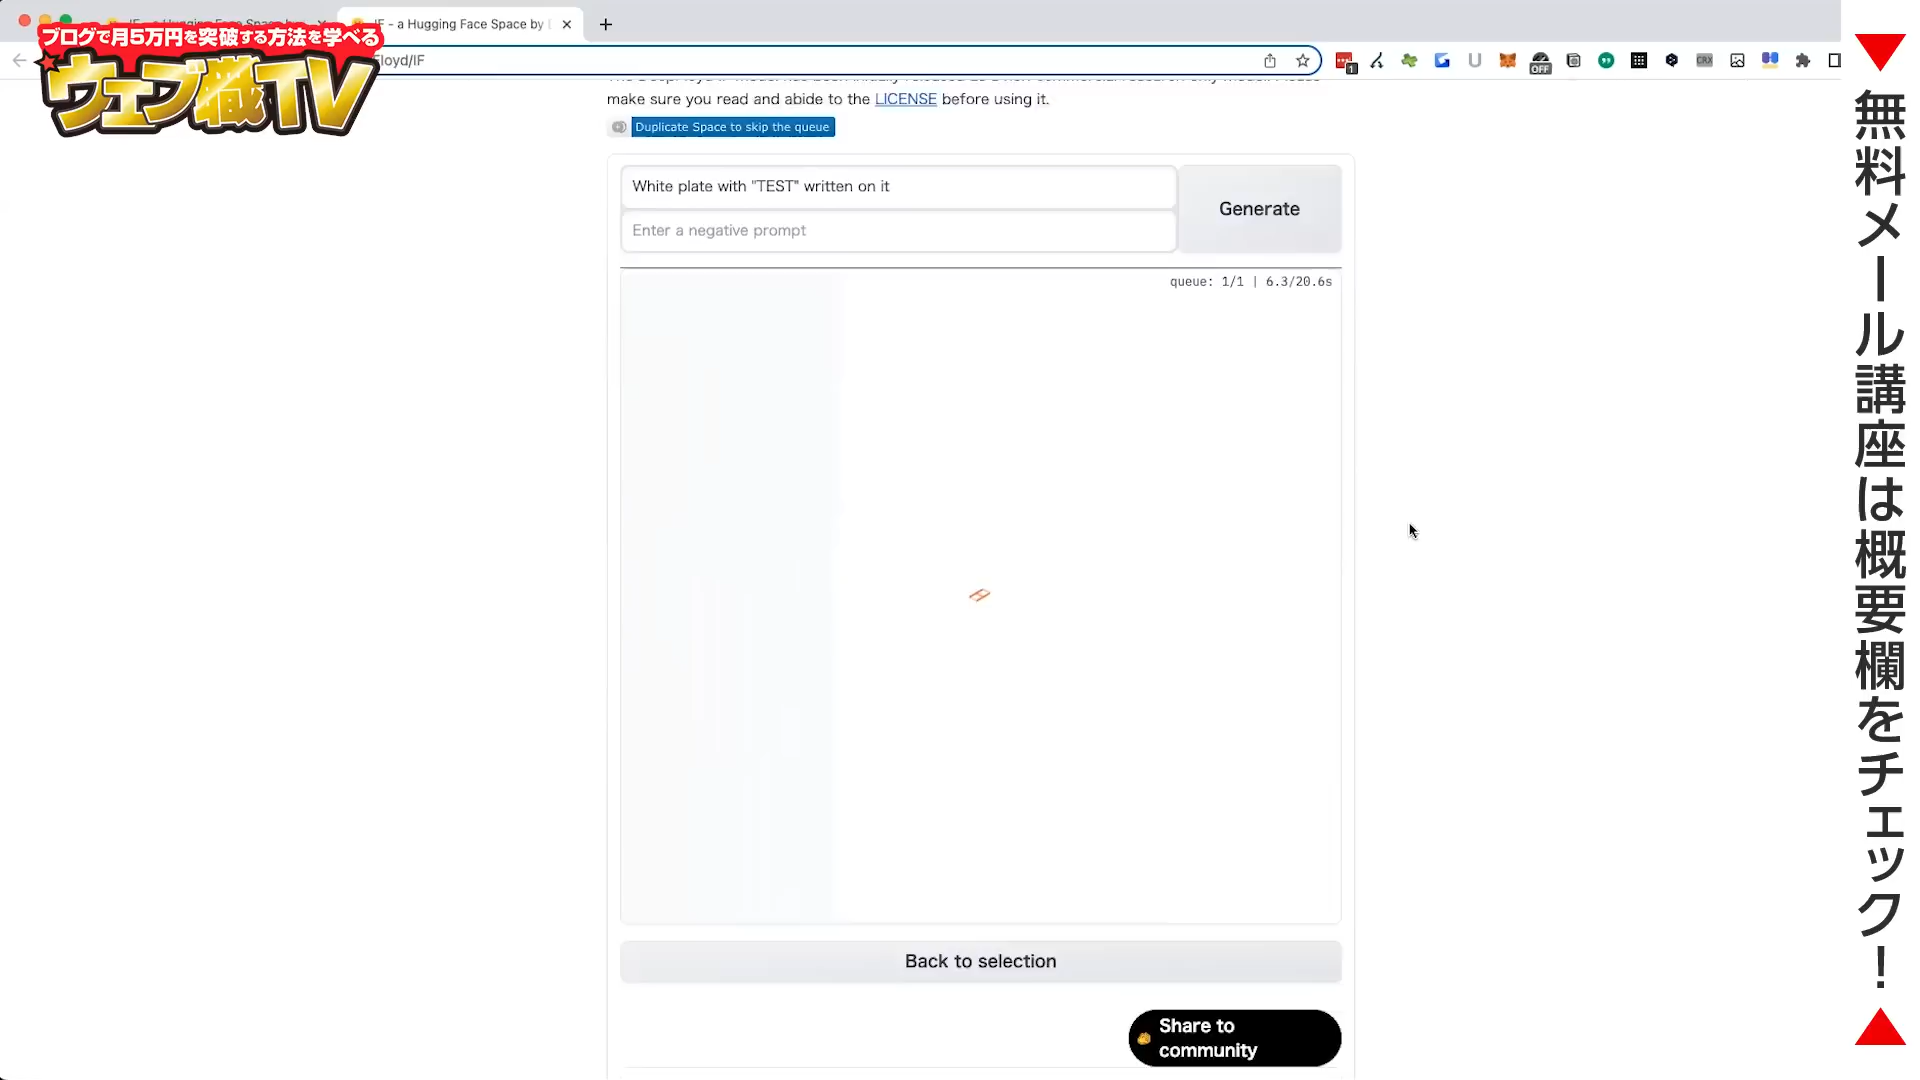 IF - a Hugging Face Space by
ブログで月5万円を突破する方法を学べる
ウェブ職TV
loyd/IF
1
OFF
CRX
make sure you read and abide to the LICENSE before using it.
Duplicate Space to skip the queue
White plate with "TEST" written on it
Enter a negative prompt
Generate
queue: 1/1 | 6.3/20.6s
Back to selection
Share to
community
無料メール講座は概要欄をチェック!